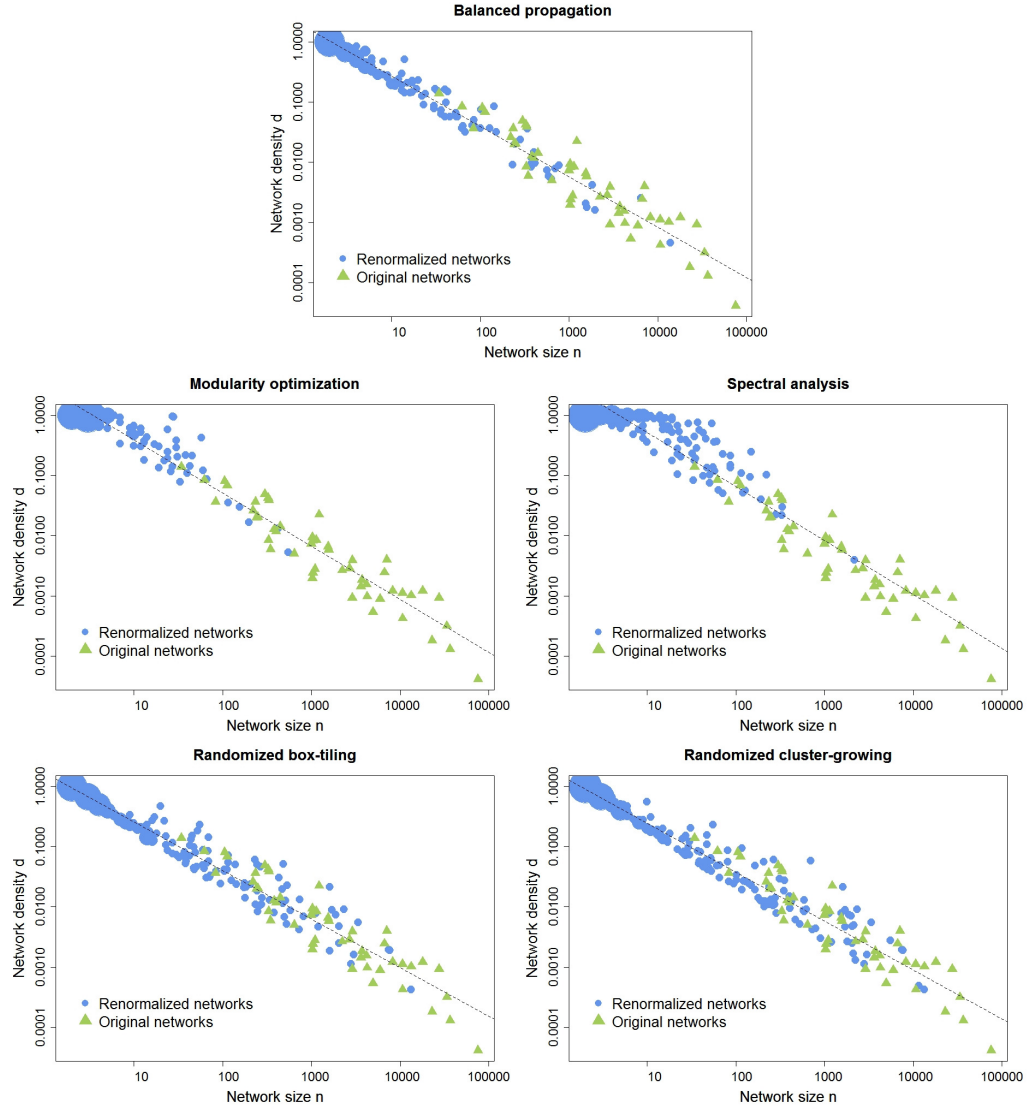 Balanced propagation
Network density d
1.0000
0.1000
0.0100
0.0010
0.0001
Renormalized networks
Original networks
10 100 1000 10000 100000
Network size n
Modularity optimization
Network density d
1.0000
0.1000
0.0100
0.0010
0.0001
Renormalized networks
Original networks
10 100 1000 10000 100000
Network size n
Spectral analysis
Network density d
1.0000
0.1000
0.0100
0.0010
0.0001
Renormalized networks
Original networks
10 100 1000 10000 100000
Network size n
Randomized box-tiling
Network density d
1.0000
0.1000
0.0100
0.0010
0.0001
Renormalized networks
Original networks
10 100 1000 10000 100000
Network size n
Randomized cluster-growing
Network density d
1.0000
0.1000
0.0100
0.0010
0.0001
Renormalized networks
Original networks
10 100 1000 10000 100000
Network size n